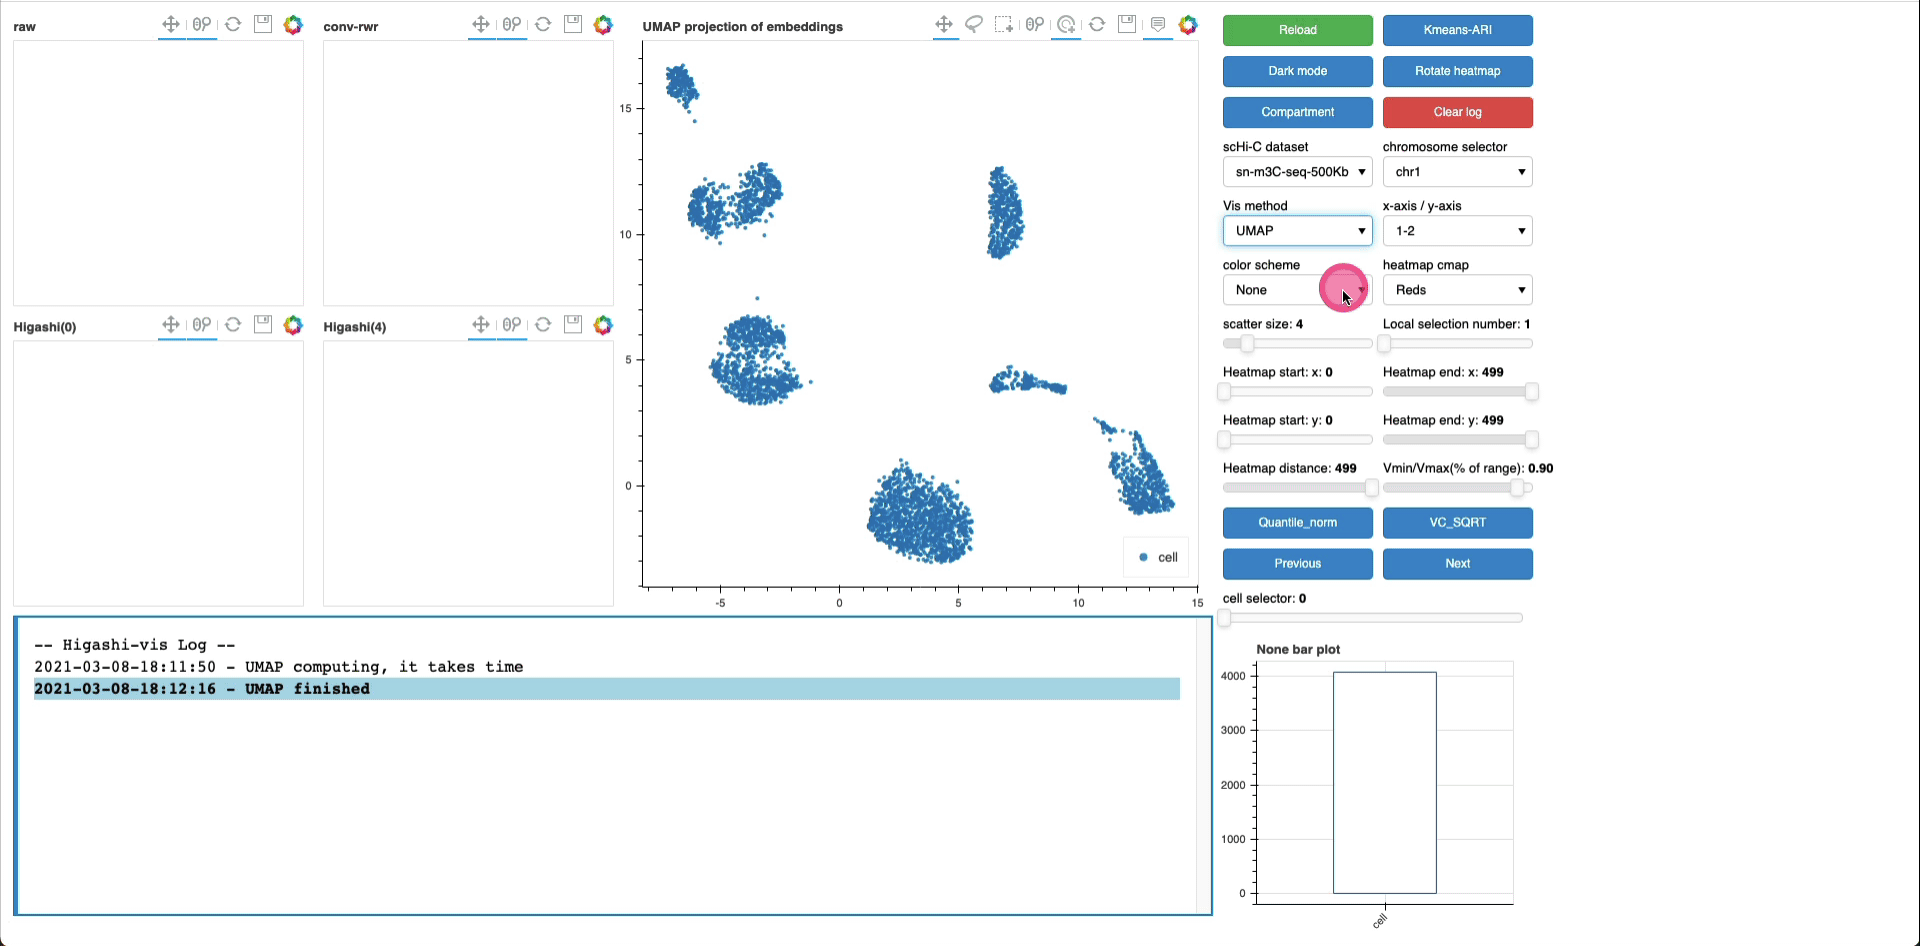 raw
conv-rwr
UMAP projection of embeddings
15
10
5
0
-5
0
5
10
15
cell
Higashi(0)
Higashi(4)
Reload
Kmeans-ARI
Dark mode
Rotate heatmap
Compartment
Clear log
scHi-C dataset
chromosome selector
sn-m3C-seq-500Kb
chr1
Vis method
x-axis / y-axis
UMAP
1-2
color scheme
heatmap cmap
None
Reds
scatter size: 4
Local selection number: 1
Heatmap start: x: 0
Heatmap end: x: 499
Heatmap start: y: 0
Heatmap end: y: 499
Heatmap distance: 499
Vmin/Vmax(% of range): 0.90
Quantile_norm
VC_SQRT
Previous
Next
cell selector: 0
-- Higashi-vis Log --
2021-03-08-18:11:50 - UMAP computing, it takes time
2021-03-08-18:12:16 - UMAP finished
None bar plot
4000
3000
2000
1000
0
cell